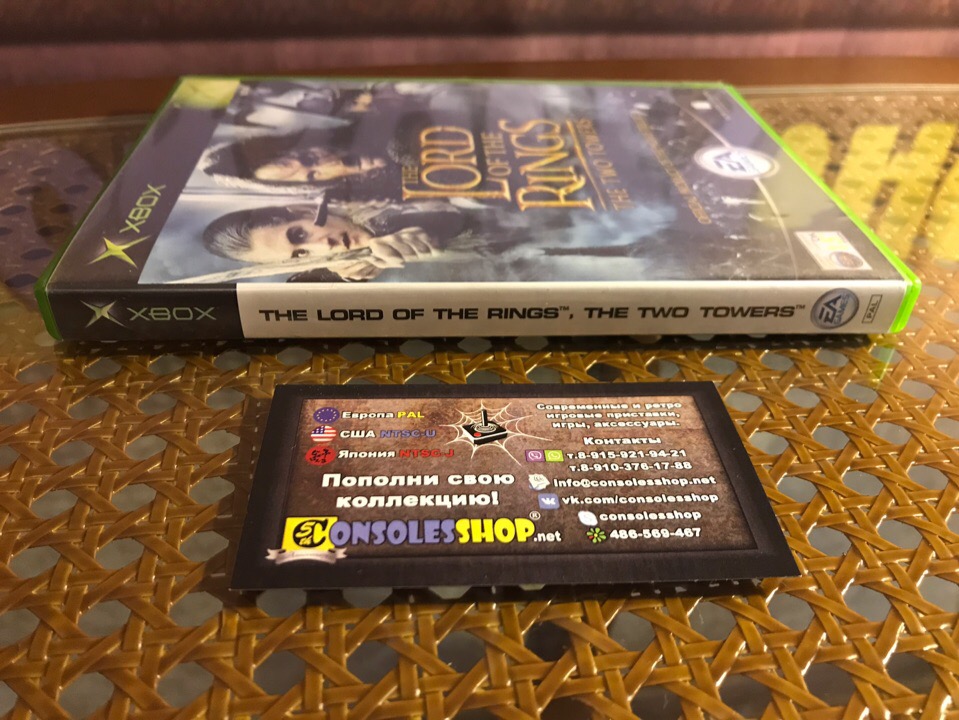 XBOX
THE
LORD
OF THE
RINGS
THE TWO TOWERS
EA
XBOX
THE LORD OF THE RINGS™, THE TWO TOWERS™
EA
GAMES
PAL
Европа PAL
США NTSC-U
Япония NTSC-J
Пополни свою
коллекцию!
CONSOLESSHOP®.net
Современные и ретро
игровые приставки,
игры, аксессуары.
Контакты
т.8-915-921-94-21
т.8-910-376-17-88
info@consolesshop.net
vk.com/consolesshop
consolesshop
486-569-467